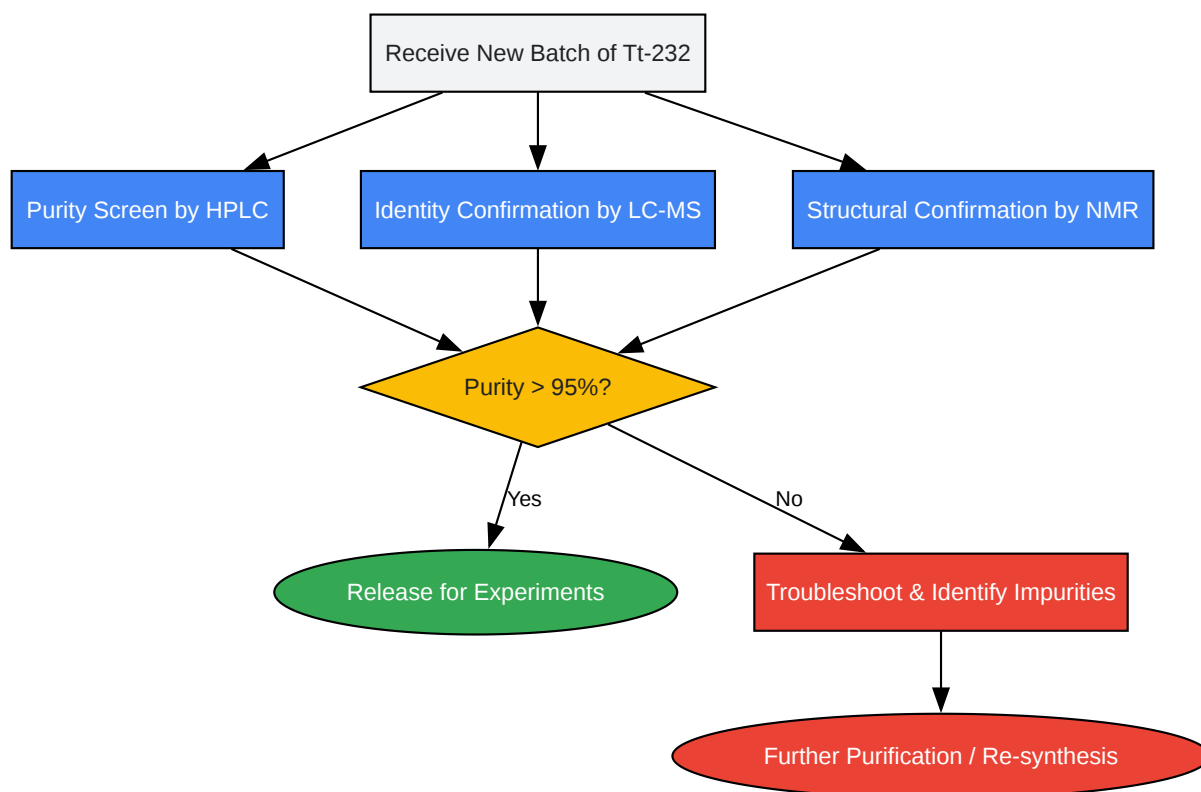 Receive New Batch of Tt-232
Purity Screen by HPLC
Identity Confirmation by LC-MS
Structural Confirmation by NMR
Purity > 95%?
Yes
No
Release for Experiments
Troubleshoot & Identify Impurities
Further Purification / Re-synthesis